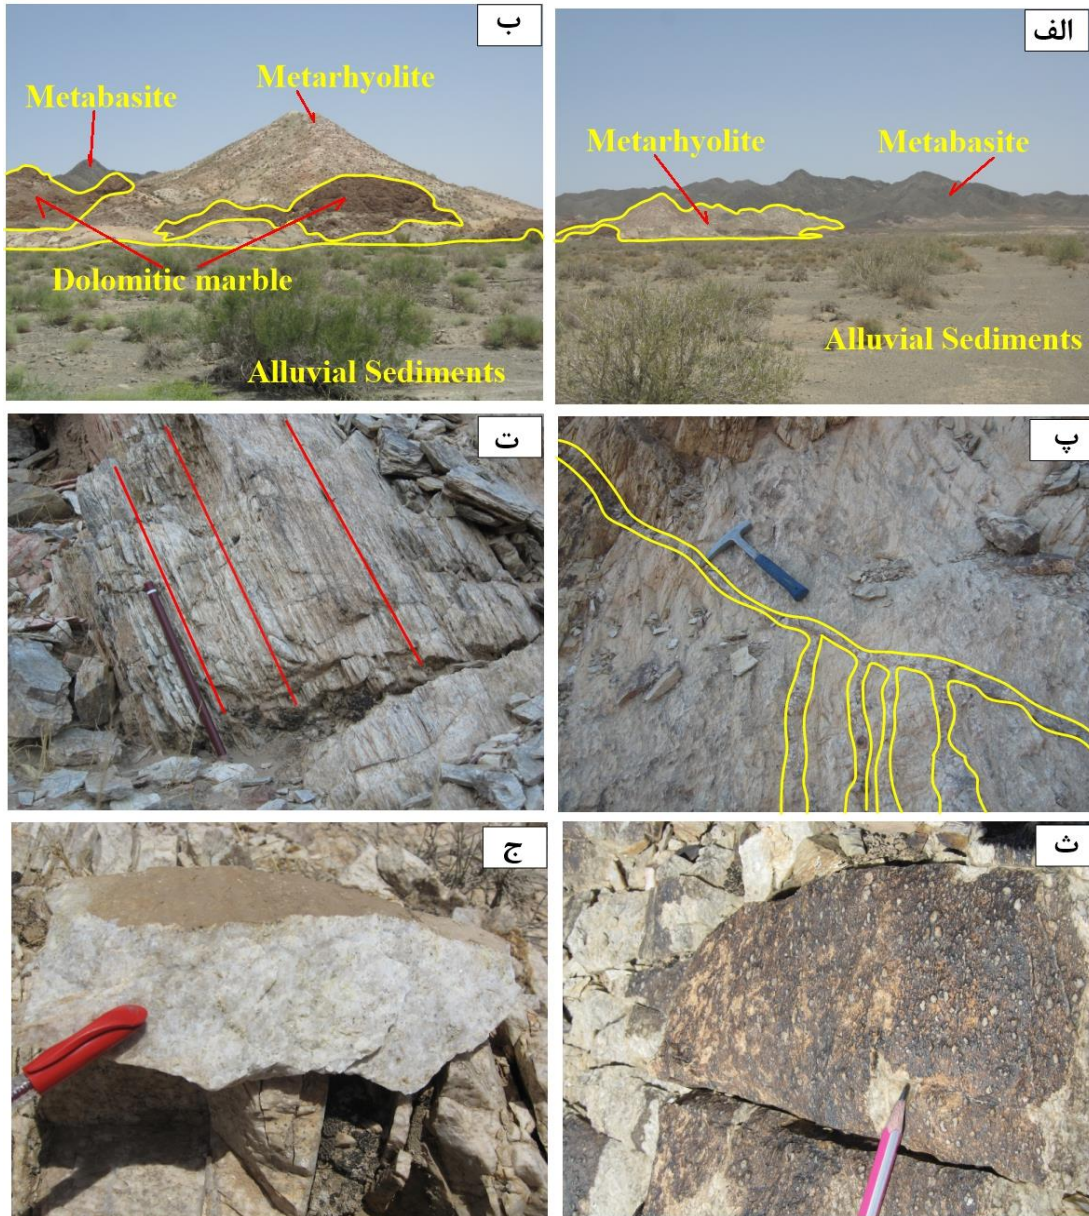 الف
Metarhyolite
Metabasite
Alluvial Sediments
ب
Metabasite
Metarhyolite
Dolomitic marble
Alluvial Sediments
پ
ت
ث
ج